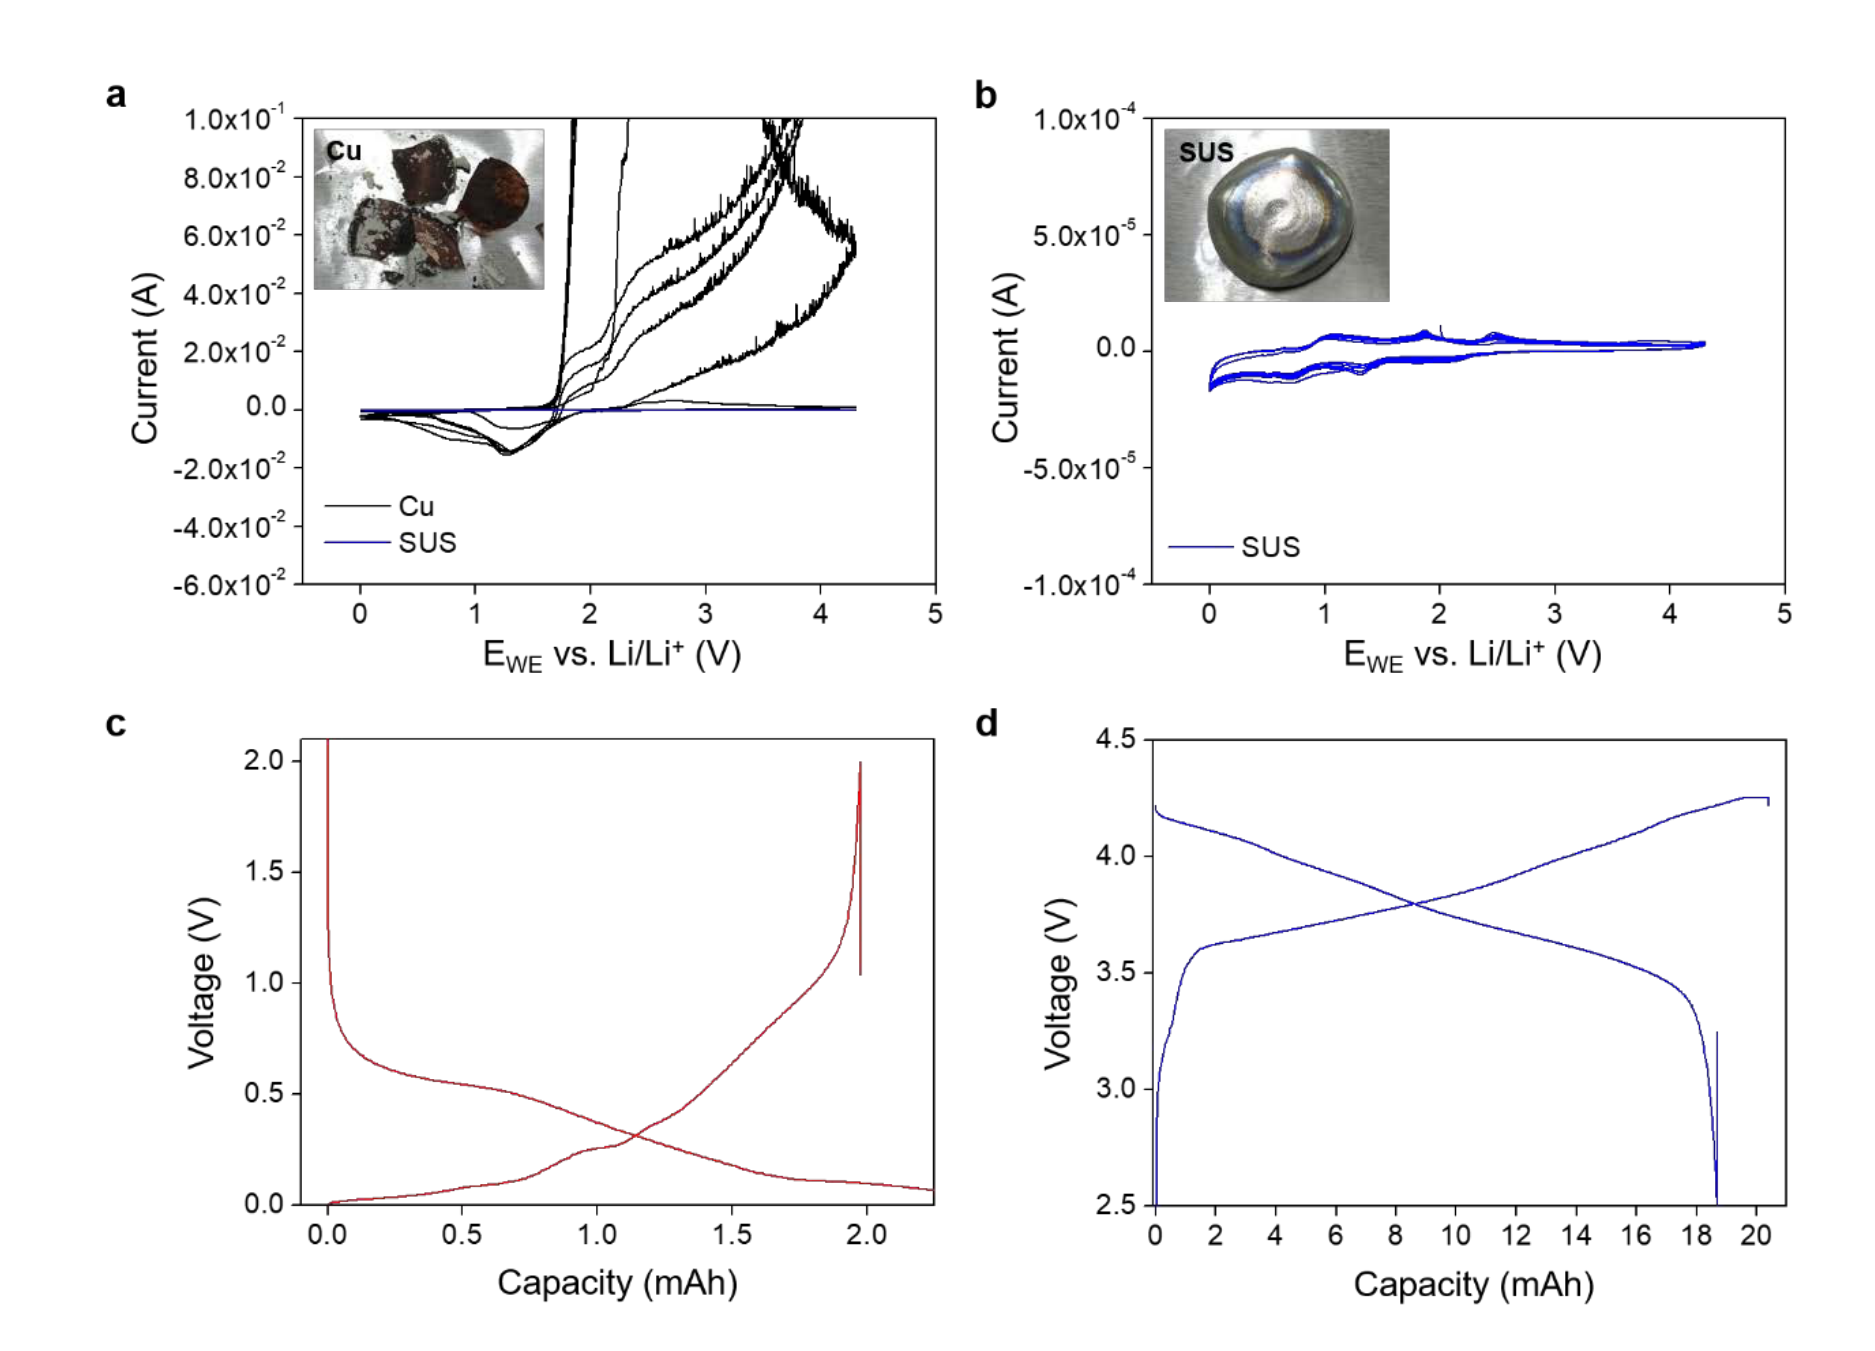 a
1.0x10⁻¹
8.0x10⁻²
6.0x10⁻²
4.0x10⁻²
2.0x10⁻²
0.0
-2.0x10⁻²
-4.0x10⁻²
-6.0x10⁻²
Current (A)
Cu
Cu
SUS
0 1 2 3 4 5
E_WE vs. Li/Li⁺ (V)
b
1.0x10⁻⁴
5.0x10⁻⁵
0.0
-5.0x10⁻⁵
-1.0x10⁻⁴
Current (A)
SUS
SUS
0 1 2 3 4 5
E_WE vs. Li/Li⁺ (V)
c
2.0
1.5
1.0
0.5
0.0
Voltage (V)
0.0 0.5 1.0 1.5 2.0
Capacity (mAh)
d
4.5
4.0
3.5
3.0
2.5
Voltage (V)
0 2 4 6 8 10 12 14 16 18 20
Capacity (mAh)